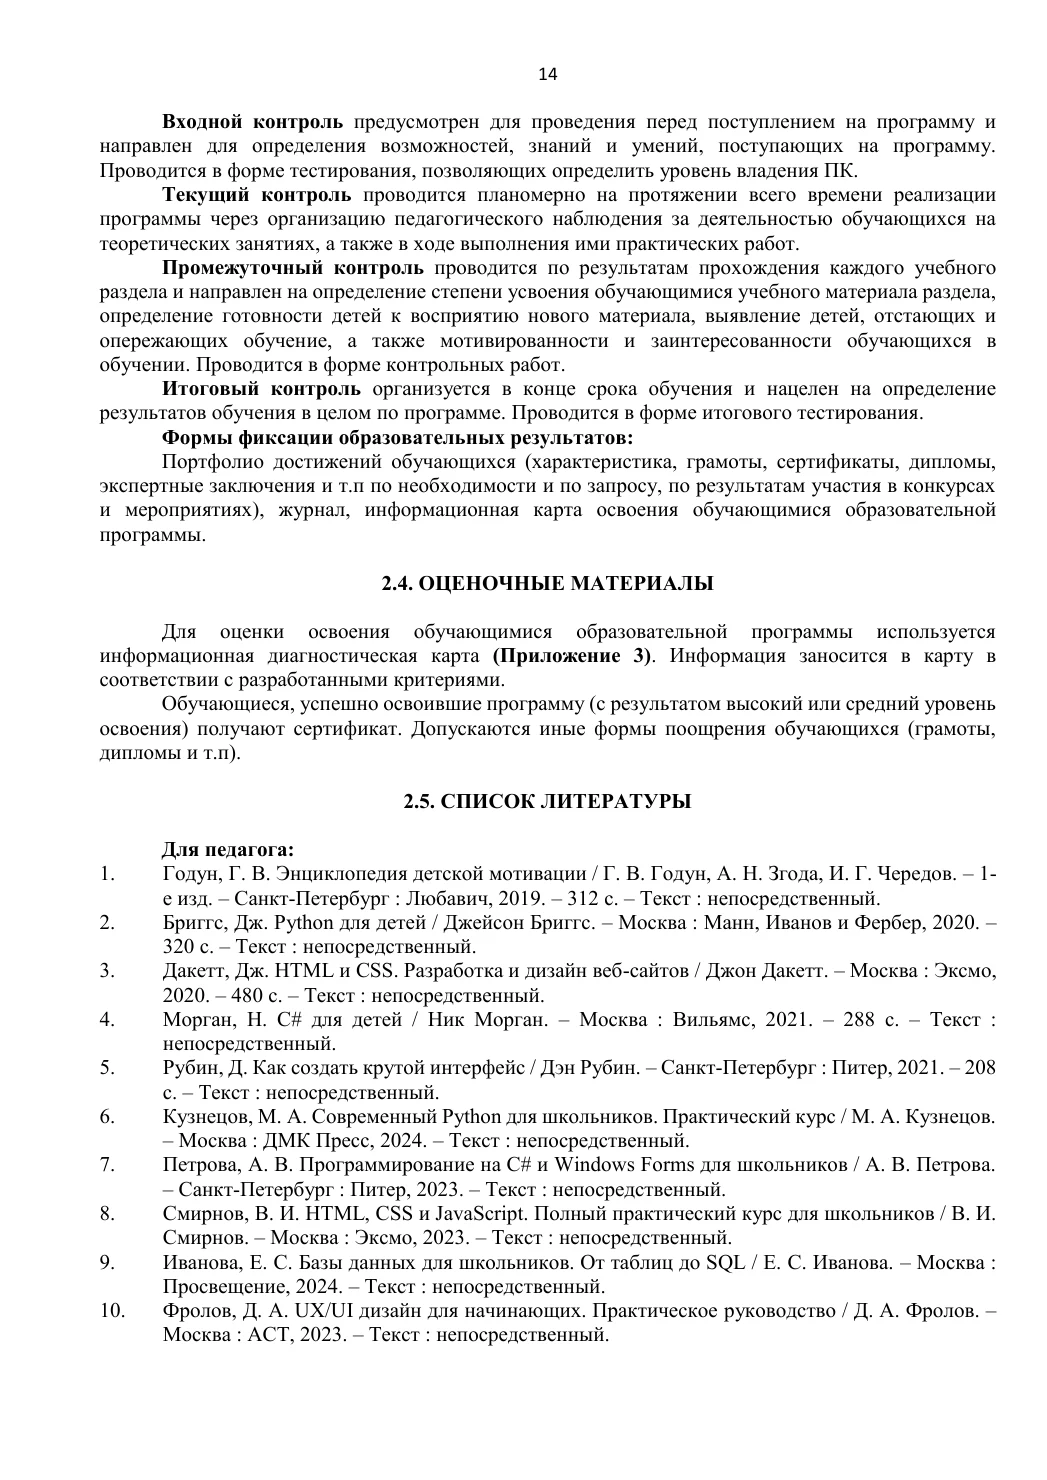 14
Входной контроль предусмотрен для проведения перед поступлением на программу и
направлен для определения возможностей, знаний и умений, поступающих на программу.
Проводится в форме тестирования, позволяющих определить уровень владения ПК.
Текущий контроль проводится планомерно на протяжении всего времени реализации
программы через организацию педагогического наблюдения за деятельностью обучающихся на
теоретических занятиях, а также в ходе выполнения ими практических работ.
Промежуточный контроль проводится по результатам прохождения каждого учебного
раздела и направлен на определение степени усвоения обучающимися учебного материала раздела,
определение готовности детей к восприятию нового материала, выявление детей, отстающих и
опережающих обучение, а также мотивированности и заинтересованности обучающихся в
обучении. Проводится в форме контрольных работ.
Итоговый контроль организуется в конце срока обучения и нацелен на определение
результатов обучения в целом по программе. Проводится в форме итогового тестирования.
Формы фиксации образовательных результатов:
Портфолио достижений обучающихся (характеристика, грамоты, сертификаты, дипломы,
экспертные заключения и т.п по необходимости и по запросу, по результатам участия в конкурсах
и мероприятиях), журнал, информационная карта освоения обучающимися образовательной
программы.
2.4. ОЦЕНОЧНЫЕ МАТЕРИАЛЫ
Для оценки освоения обучающимися образовательной программы используется
информационная диагностическая карта (Приложение 3). Информация заносится в карту в
соответствии с разработанными критериями.
Обучающиеся, успешно освоившие программу (с результатом высокий или средний уровень
освоения) получают сертификат. Допускаются иные формы поощрения обучающихся (грамоты,
дипломы и т.п).
2.5. СПИСОК ЛИТЕРАТУРЫ
Для педагога:
1. Годун, Г. В. Энциклопедия детской мотивации / Г. В. Годун, А. Н. Згода, И. Г. Чередов. – 1-
е изд. – Санкт-Петербург : Любавич, 2019. – 312 с. – Текст : непосредственный.
2. Бриггс, Дж. Python для детей / Джейсон Бриггс. – Москва : Манн, Иванов и Фербер, 2020. –
320 с. – Текст : непосредственный.
3. Дакетт, Дж. HTML и CSS. Разработка и дизайн веб-сайтов / Джон Дакетт. – Москва : Эксмо,
2020. – 480 с. – Текст : непосредственный.
4. Морган, Н. C# для детей / Ник Морган. – Москва : Вильямс, 2021. – 288 с. – Текст :
непосредственный.
5. Рубин, Д. Как создать крутой интерфейс / Дэн Рубин. – Санкт-Петербург : Питер, 2021. – 208
с. – Текст : непосредственный.
6. Кузнецов, М. А. Современный Python для школьников. Практический курс / М. А. Кузнецов.
– Москва : ДМК Пресс, 2024. – Текст : непосредственный.
7. Петрова, А. В. Программирование на C# и Windows Forms для школьников / А. В. Петрова.
– Санкт-Петербург : Питер, 2023. – Текст : непосредственный.
8. Смирнов, В. И. HTML, CSS и JavaScript. Полный практический курс для школьников / В. И.
Смирнов. – Москва : Эксмо, 2023. – Текст : непосредственный.
9. Иванова, Е. С. Базы данных для школьников. От таблиц до SQL / Е. С. Иванова. – Москва :
Просвещение, 2024. – Текст : непосредственный.
10. Фролов, Д. А. UX/UI дизайн для начинающих. Практическое руководство / Д. А. Фролов. –
Москва : АСТ, 2023. – Текст : непосредственный.